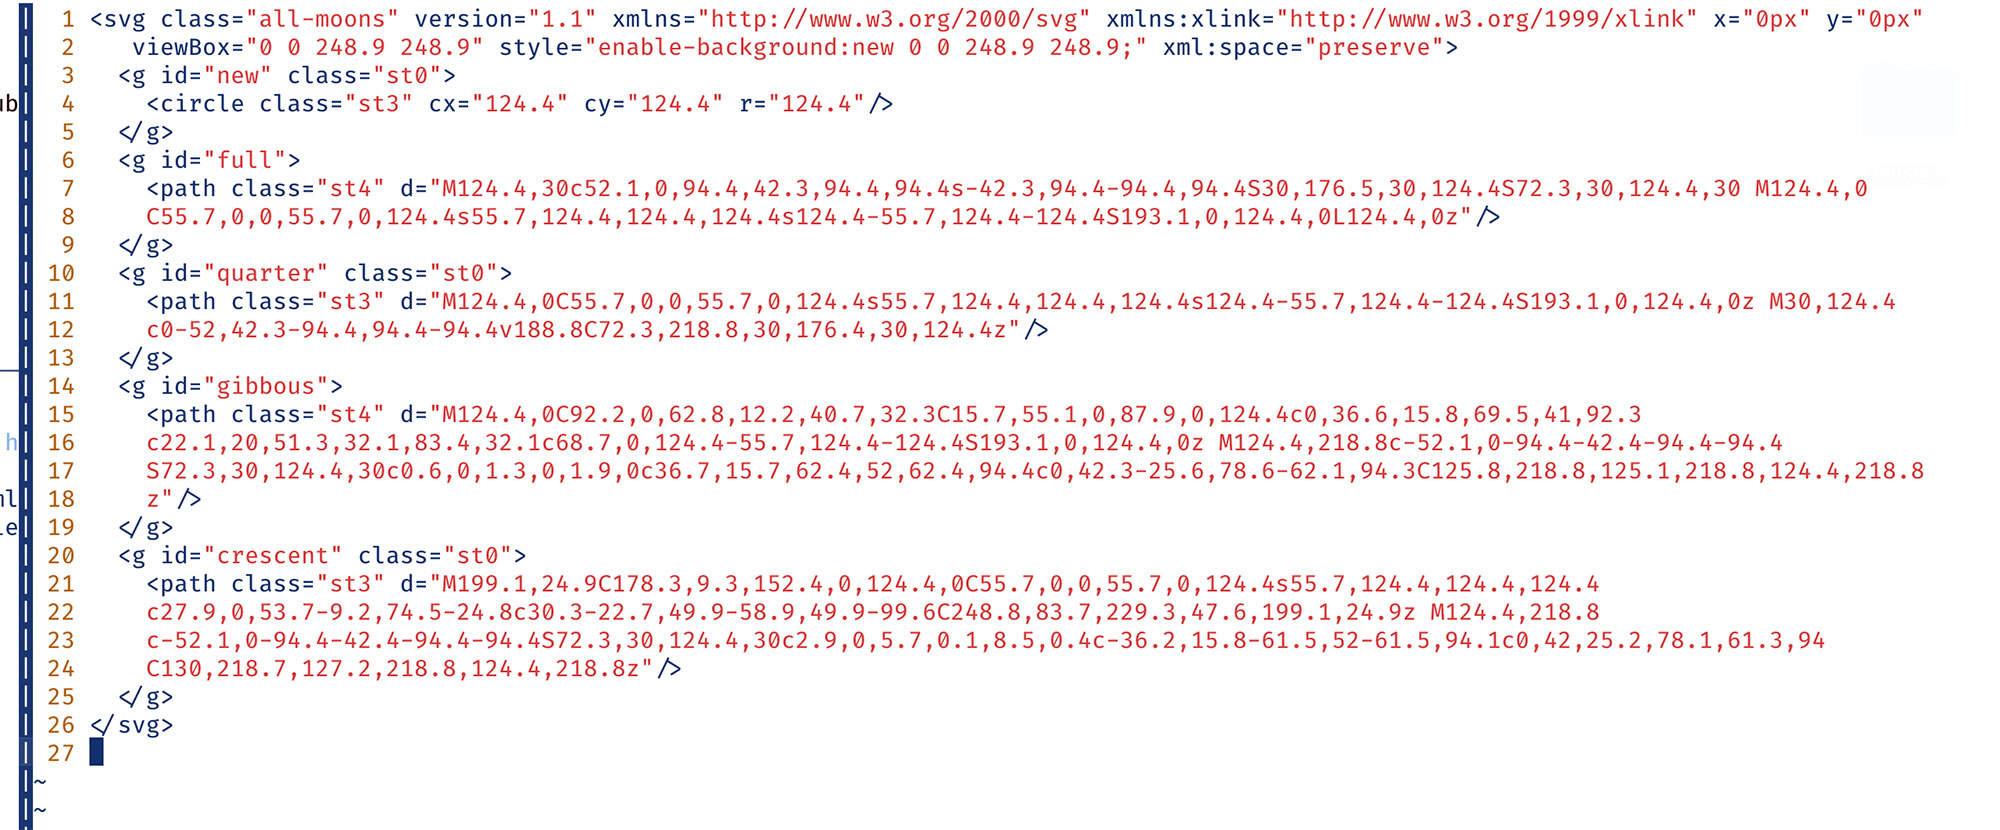 1 <svg class="all-moons" version="1.1" xmlns="http://www.w3.org/2000/svg" xmlns:xlink="http://www.w3.org/1999/xlink" x="0px" y="0px"
2 viewBox="0 0 248.9 248.9" style="enable-background:new 0 0 248.9 248.9;" xml:space="preserve">
3 <g id="new" class="st0">
4 <circle class="st3" cx="124.4" cy="124.4" r="124.4"/>
5 </g>
6 <g id="full">
7 <path class="st4" d="M124.4,30c52.1,0,94.4,42.3,94.4,94.4s-42.3,94.4-94.4,94.4S30,176.5,30,124.4S72.3,30,124.4,30 M124.4,0
8 C55.7,0,0,55.7,0,124.4s55.7,124.4,124.4,124.4s124.4-55.7,124.4-124.4S193.1,0,124.4,0L124.4,0z"/>
9 </g>
10 <g id="quarter" class="st0">
11 <path class="st3" d="M124.4,0C55.7,0,0,55.7,0,124.4s55.7,124.4,124.4,124.4s124.4-55.7,124.4-124.4S193.1,0,124.4,0z M30,124.4
12 c0-52,42.3-94.4,94.4-94.4v188.8C72.3,218.8,30,176.4,30,124.4z"/>
13 </g>
14 <g id="gibbous">
15 <path class="st4" d="M124.4,0C92.2,0,62.8,12.2,40.7,32.3C15.7,55.1,0,87.9,0,124.4c0,36.6,15.8,69.5,41,92.3
16 c22.1,20,51.3,32.1,83.4,32.1c68.7,0,124.4-55.7,124.4-124.4S193.1,0,124.4,0z M124.4,218.8c-52.1,0-94.4-42.4-94.4-94.4
17 S72.3,30,124.4,30c0.6,0,1.3,0,1.9,0c36.7,15.7,62.4,52,62.4,94.4c0,42.3-25.6,78.6-62.1,94.3C125.8,218.8,125.1,218.8,124.4,218.8
18 z"/>
19 </g>
20 <g id="crescent" class="st0">
21 <path class="st3" d="M199.1,24.9C178.3,9.3,152.4,0,124.4,0C55.7,0,0,55.7,0,124.4s55.7,124.4,124.4,124.4
22 c27.9,0,53.7-9.2,74.5-24.8c30.3-22.7,49.9-58.9,49.9-99.6C248.8,83.7,229.3,47.6,199.1,24.9z M124.4,218.8
23 c-52.1,0-94.4-42.4-94.4-94.4S72.3,30,124.4,30c2.9,0,5.7,0.1,8.5,0.4c-36.2,15.8-61.5,52-61.5,94.1c0,42,25.2,78.1,61.3,94
24 C130,218.7,127.2,218.8,124.4,218.8z"/>
25 </g>
26 </svg>
27
~
~